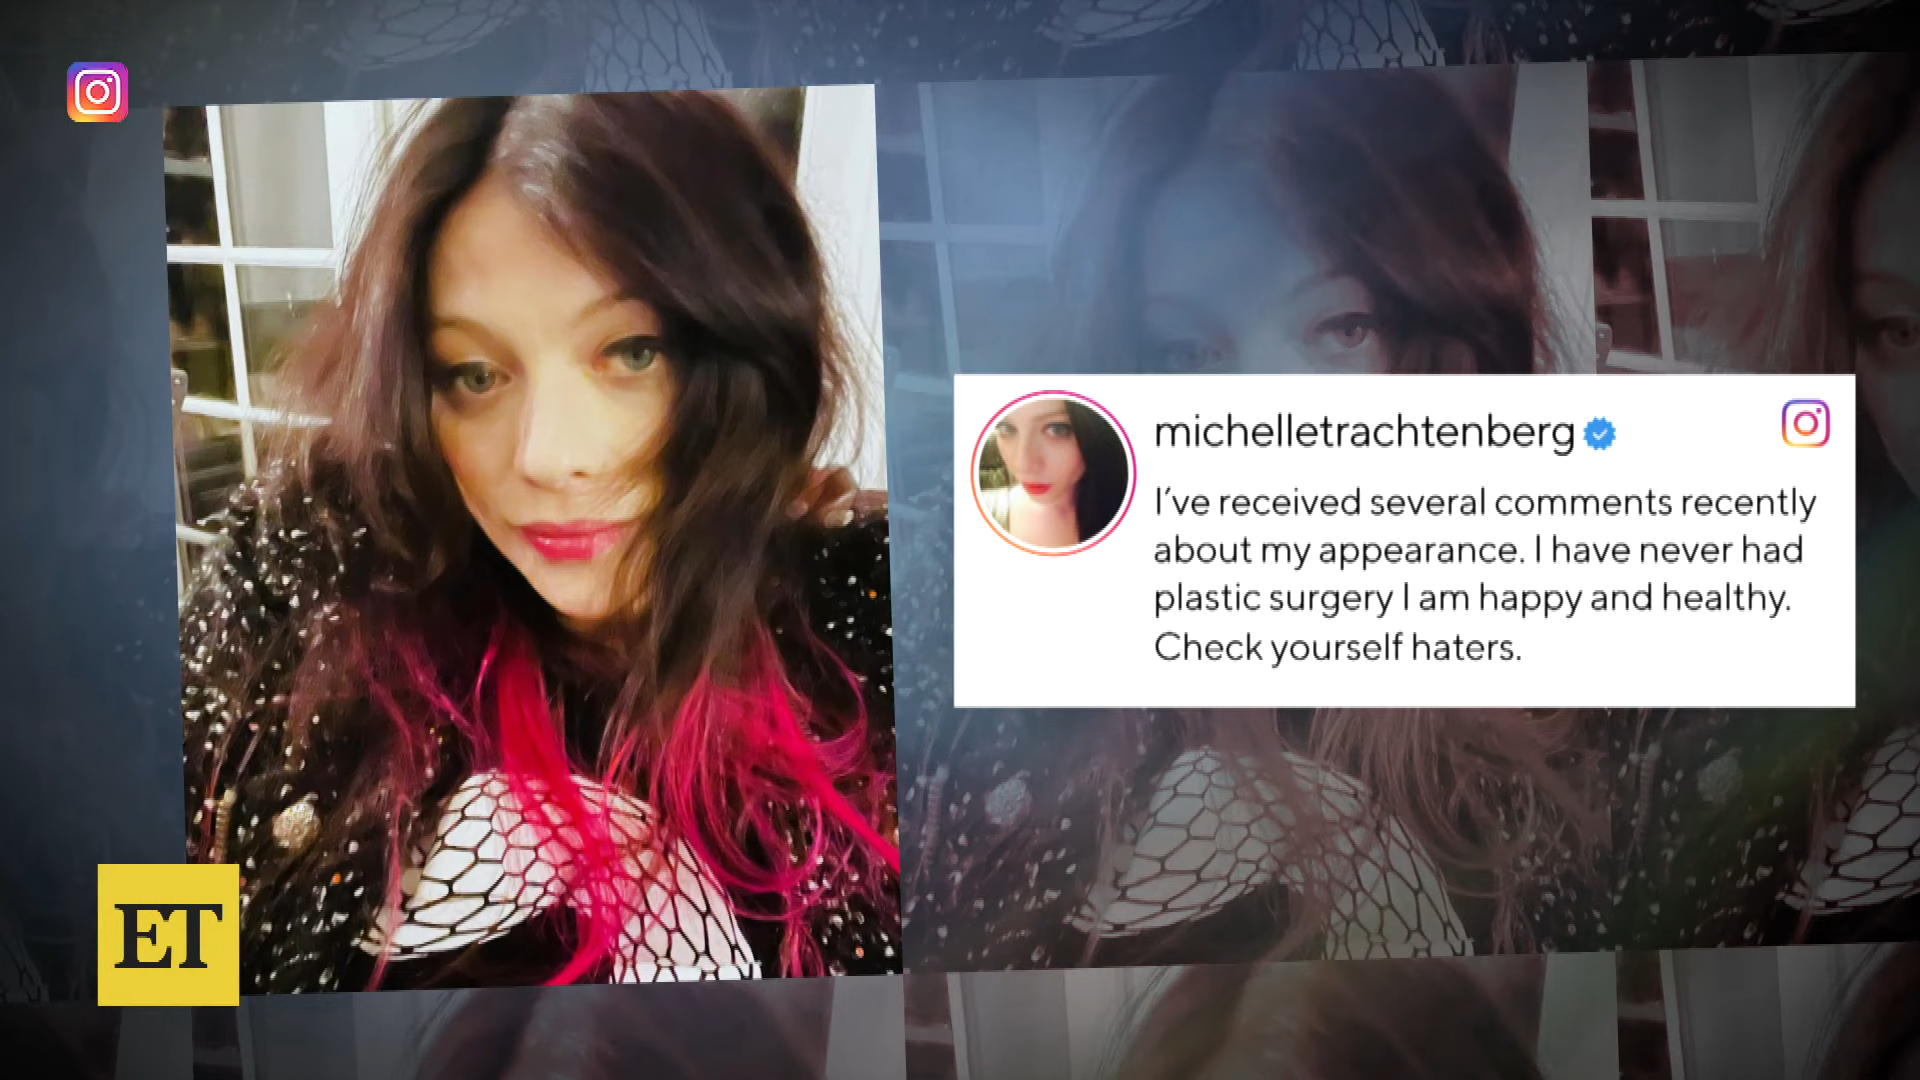 michelletrachtenberg
I've received several comments recently
about my appearance. I have never had
plastic surgery I am happy and healthy.
Check yourself haters.
ET